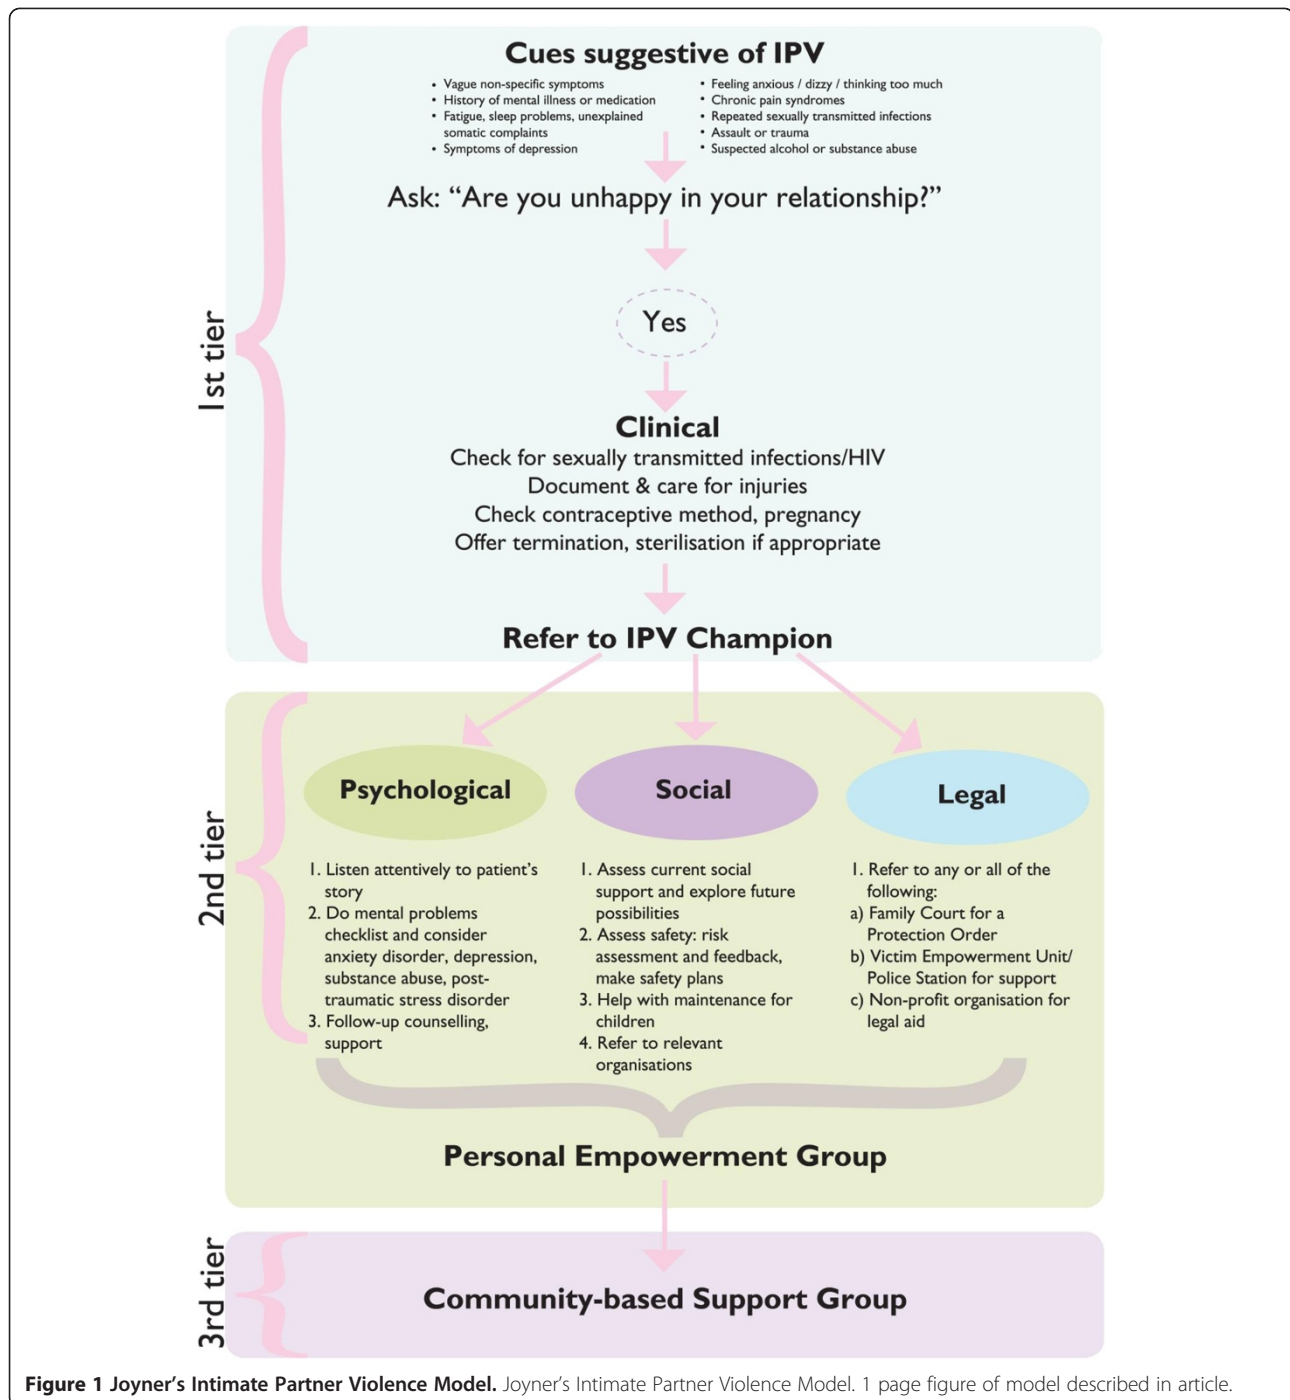 1st tier
Cues suggestive of IPV
• Vague non-specific symptoms
• History of mental illness or medication
• Fatigue, sleep problems, unexplained
somatic complaints
• Symptoms of depression
• Feeling anxious / dizzy / thinking too much
• Chronic pain syndromes
• Repeated sexually transmitted infections
• Assault or trauma
• Suspected alcohol or substance abuse
Ask: “Are you unhappy in your relationship?”
Yes
Clinical
Check for sexually transmitted infections/HIV
Document & care for injuries
Check contraceptive method, pregnancy
Offer termination, sterilisation if appropriate
Refer to IPV Champion
2nd tier
Psychological
1. Listen attentively to patient’s
story
2. Do mental problems
checklist and consider
anxiety disorder, depression,
substance abuse, post-
traumatic stress disorder
3. Follow-up counselling,
support
Social
1. Assess current social
support and explore future
possibilities
2. Assess safety: risk
assessment and feedback,
make safety plans
3. Help with maintenance for
children
4. Refer to relevant
organisations
Legal
1. Refer to any or all of the
following:
a) Family Court for a
Protection Order
b) Victim Empowerment Unit/
Police Station for support
c) Non-profit organisation for
legal aid
Personal Empowerment Group
3rd tier
Community-based Support Group
Figure 1 Joyner’s Intimate Partner Violence Model. Joyner’s Intimate Partner Violence Model. 1 page figure of model described in article.